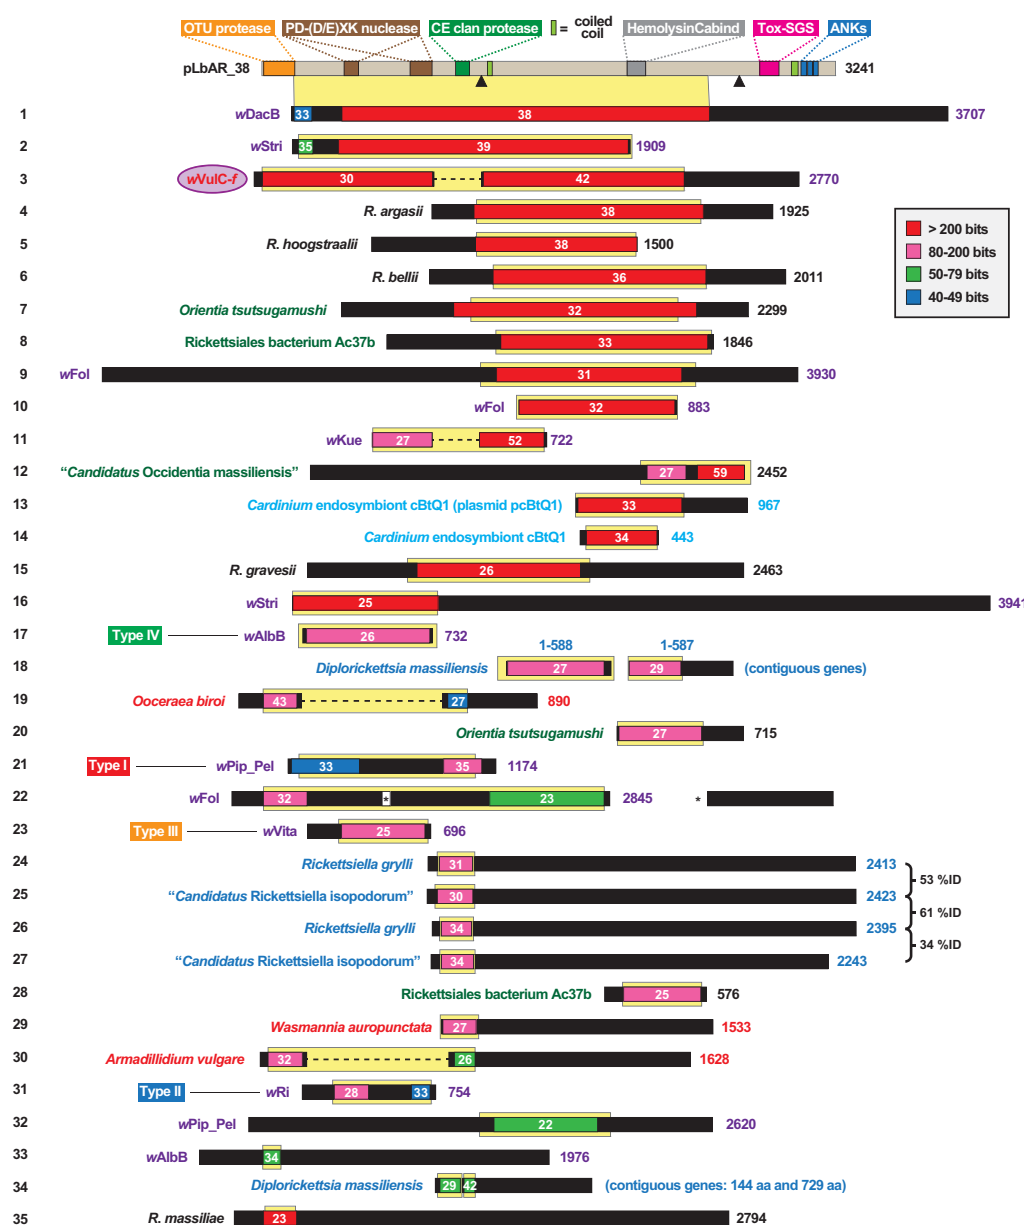 OTU protease PD-(D/E)XK nuclease CE clan protease = coiled coil HemolysinCabind Tox-SGS ANKs
pLbAR_38 3241
1 wDacB 33 38 3707
2 wStri 35 39 1909
3 wVulC-f 30 42 2770
4 R. argasii 38 1925
5 R. hoogstraalii 38 1500
6 R. bellii 36 2011
7 Orientia tsutsugamushi 32 2299
8 Rickettsiales bacterium Ac37b 33 1846
9 wFol 31 3930
10 wFol 32 883
11 wKue 27 52 722
12 “Candidatus Occidentia massiliensis” 27 59 2452
13 Cardinium endosymbiont cBtQ1 (plasmid pcBtQ1) 33 967
14 Cardinium endosymbiont cBtQ1 34 443
15 R. gravesii 26 2463
16 wStri 25 3941
17 Type IV wAlbB 26 732
1-588 1-587
18 Diplorickettsia massiliensis 27 29 (contiguous genes)
19 Ooceraea biroi 43 27 890
20 Orientia tsutsugamushi 27 715
21 Type I wPip_Pel 33 35 1174
22 wFol 32 * 23 2845 *
23 Type III wVita 25 696
24 Rickettsiella grylli 31 2413
53 %ID
25 “Candidatus Rickettsiella isopodorum” 30 2423
61 %ID
26 Rickettsiella grylli 34 2395
34 %ID
27 “Candidatus Rickettsiella isopodorum” 34 2243
28 Rickettsiales bacterium Ac37b 25 576
29 Wasmannia auropunctata 27 1533
30 Armadillidium vulgare 32 26 1628
31 Type II wRi 28 33 754
32 wPip_Pel 22 2620
33 wAlbB 34 1976
34 Diplorickettsia massiliensis 29 42 (contiguous genes: 144 aa and 729 aa)
35 R. massiliae 23 2794
> 200 bits
80-200 bits
50-79 bits
40-49 bits